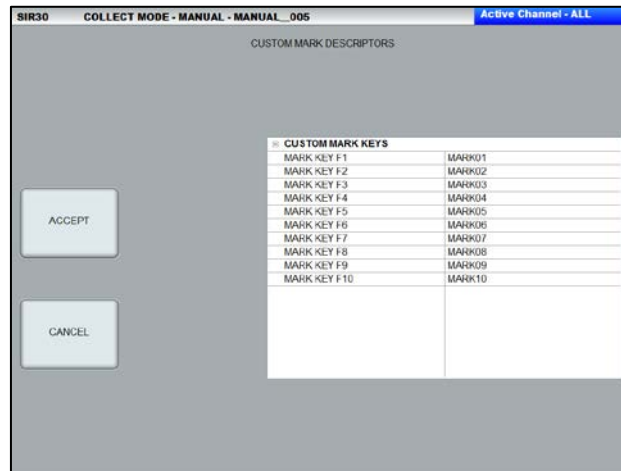 SIR30 COLLECT MODE - MANUAL - MANUAL__005 Active Channel - ALL
CUSTOM MARK DESCRIPTORS
CUSTOM MARK KEYS
MARK KEY F1 MARK01
MARK KEY F2 MARK02
MARK KEY F3 MARK03
MARK KEY F4 MARK04
MARK KEY F5 MARK05
MARK KEY F6 MARK06
MARK KEY F7 MARK07
MARK KEY F8 MARK08
MARK KEY F9 MARK09
MARK KEY F10 MARK10
ACCEPT
CANCEL